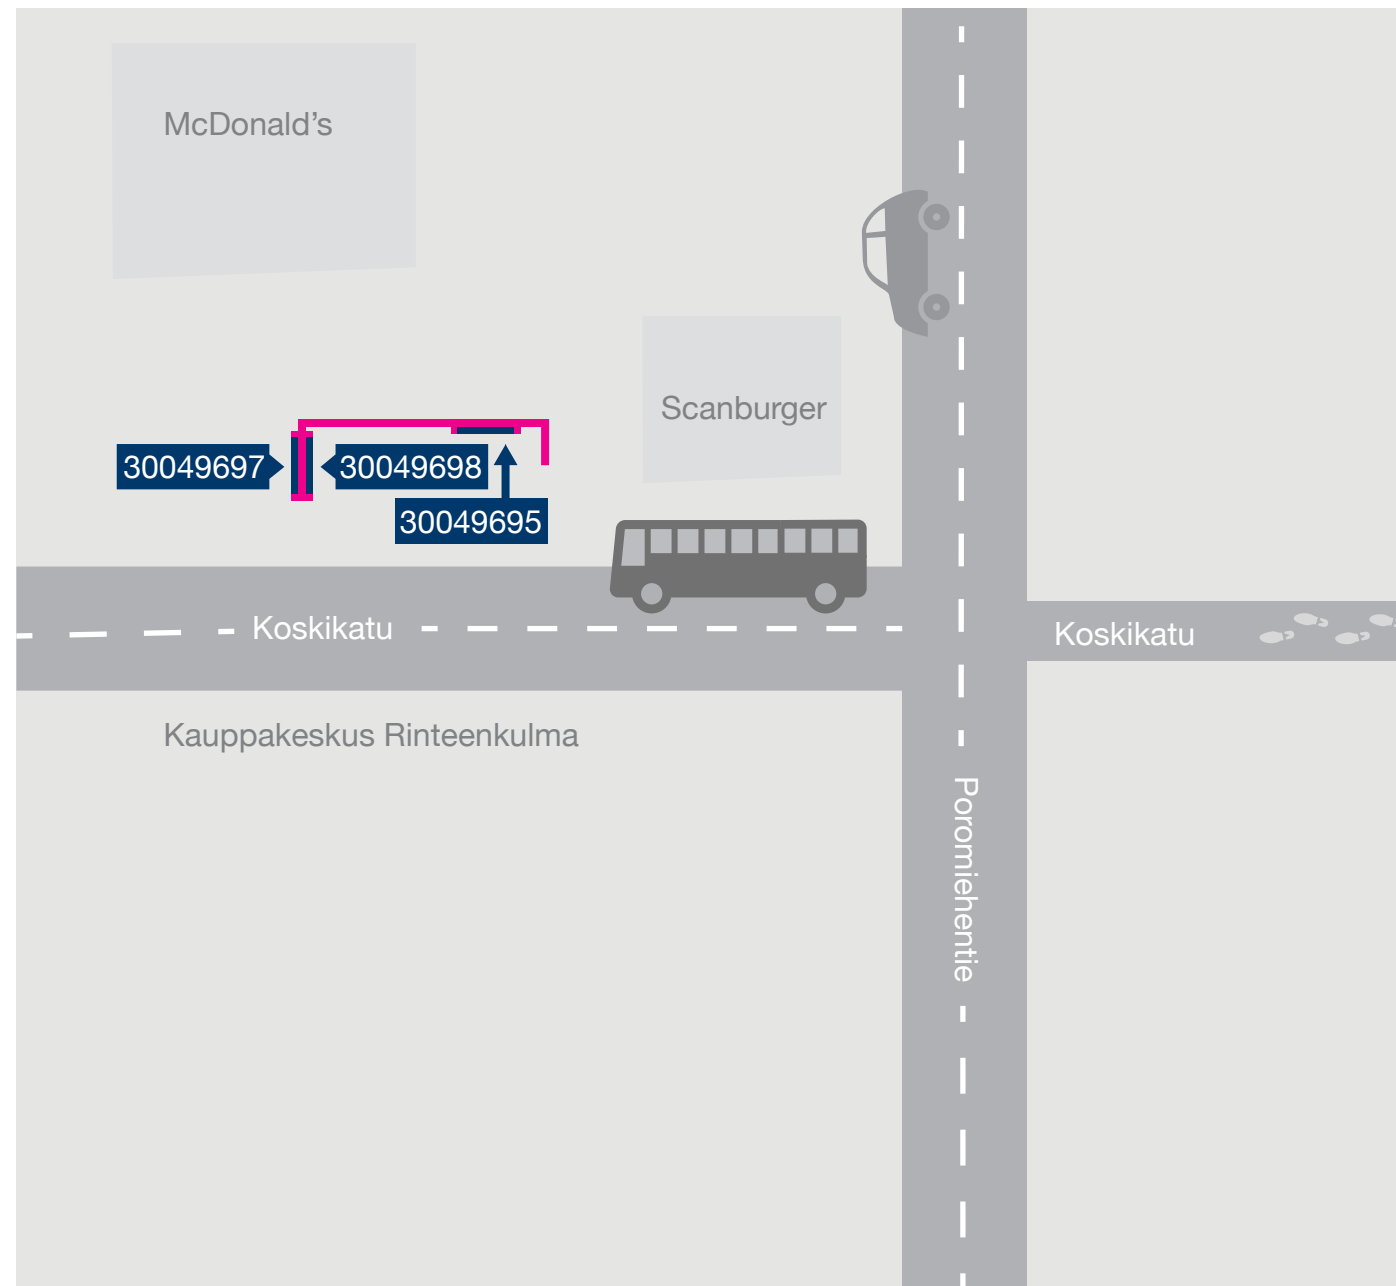 McDonald’s
Scanburger
30049697
30049698
30049695
Koskikatu
Koskikatu
Kauppakeskus Rinteenkulma
Poromiehentie